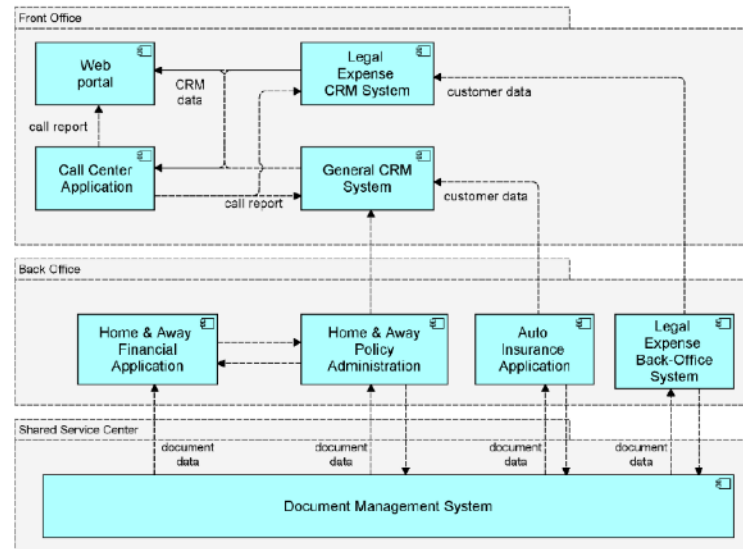 Front Office
Web
portal
Legal
Expense
CRM System
CRM
data
customer data
call report
Call Center
Application
General CRM
System
call report
customer data
Back Office
Home & Away
Financial
Application
Home & Away
Policy
Administration
Auto
Insurance
Application
Legal
Expense
Back-Office
System
Shared Service Center
document
data
document
data
document
data
document
data
Document Management System